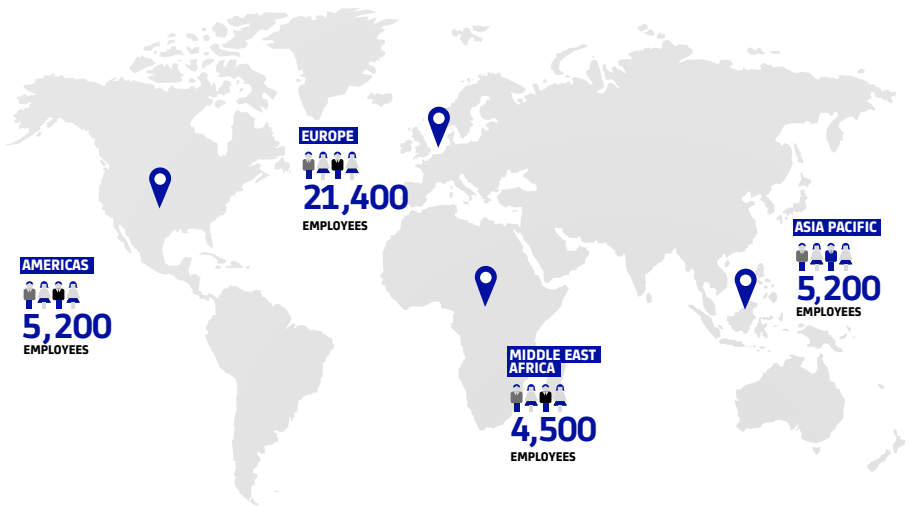 EUROPE
21,400
EMPLOYEES
ASIA PACIFIC
5,200
EMPLOYEES
AMERICAS
5,200
EMPLOYEES
MIDDLE EAST
AFRICA
4,500
EMPLOYEES